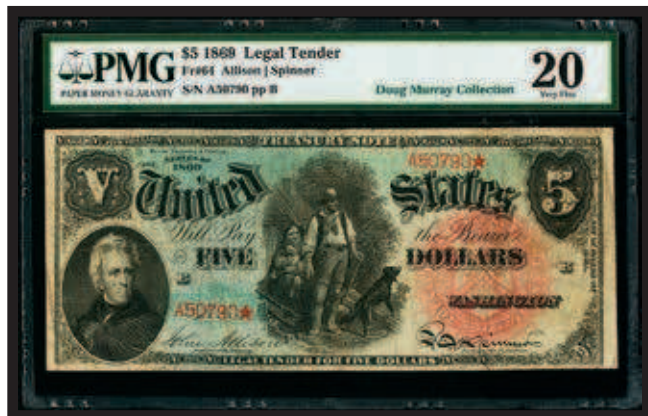 PMG
PAPER MONEY GUARANTY
$5 1869 Legal Tender
Fr#64 Allison | Spinner
S/N A50790 pp B
Doug Murray Collection
20
Very Fine
TREASURY NOTE
A50790★
V
United States
5
Will Pay the Bearer
FIVE DOLLARS
WASHINGTON
A50790★
LEGAL TENDER FOR FIVE DOLLARS